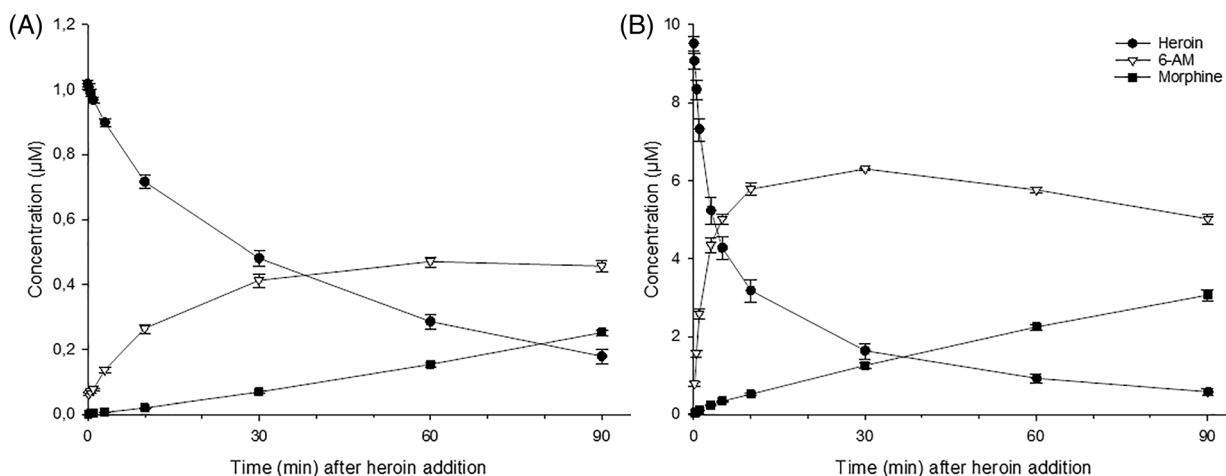 (A)
1,2
1,0
0,8
0,6
0,4
0,2
0,0
Concentration (µM)
0
30
60
90
Time (min) after heroin addition
(B)
10
8
6
4
2
0
Concentration (µM)
0
30
60
90
Time (min) after heroin addition
Heroin
6-AM
Morphine